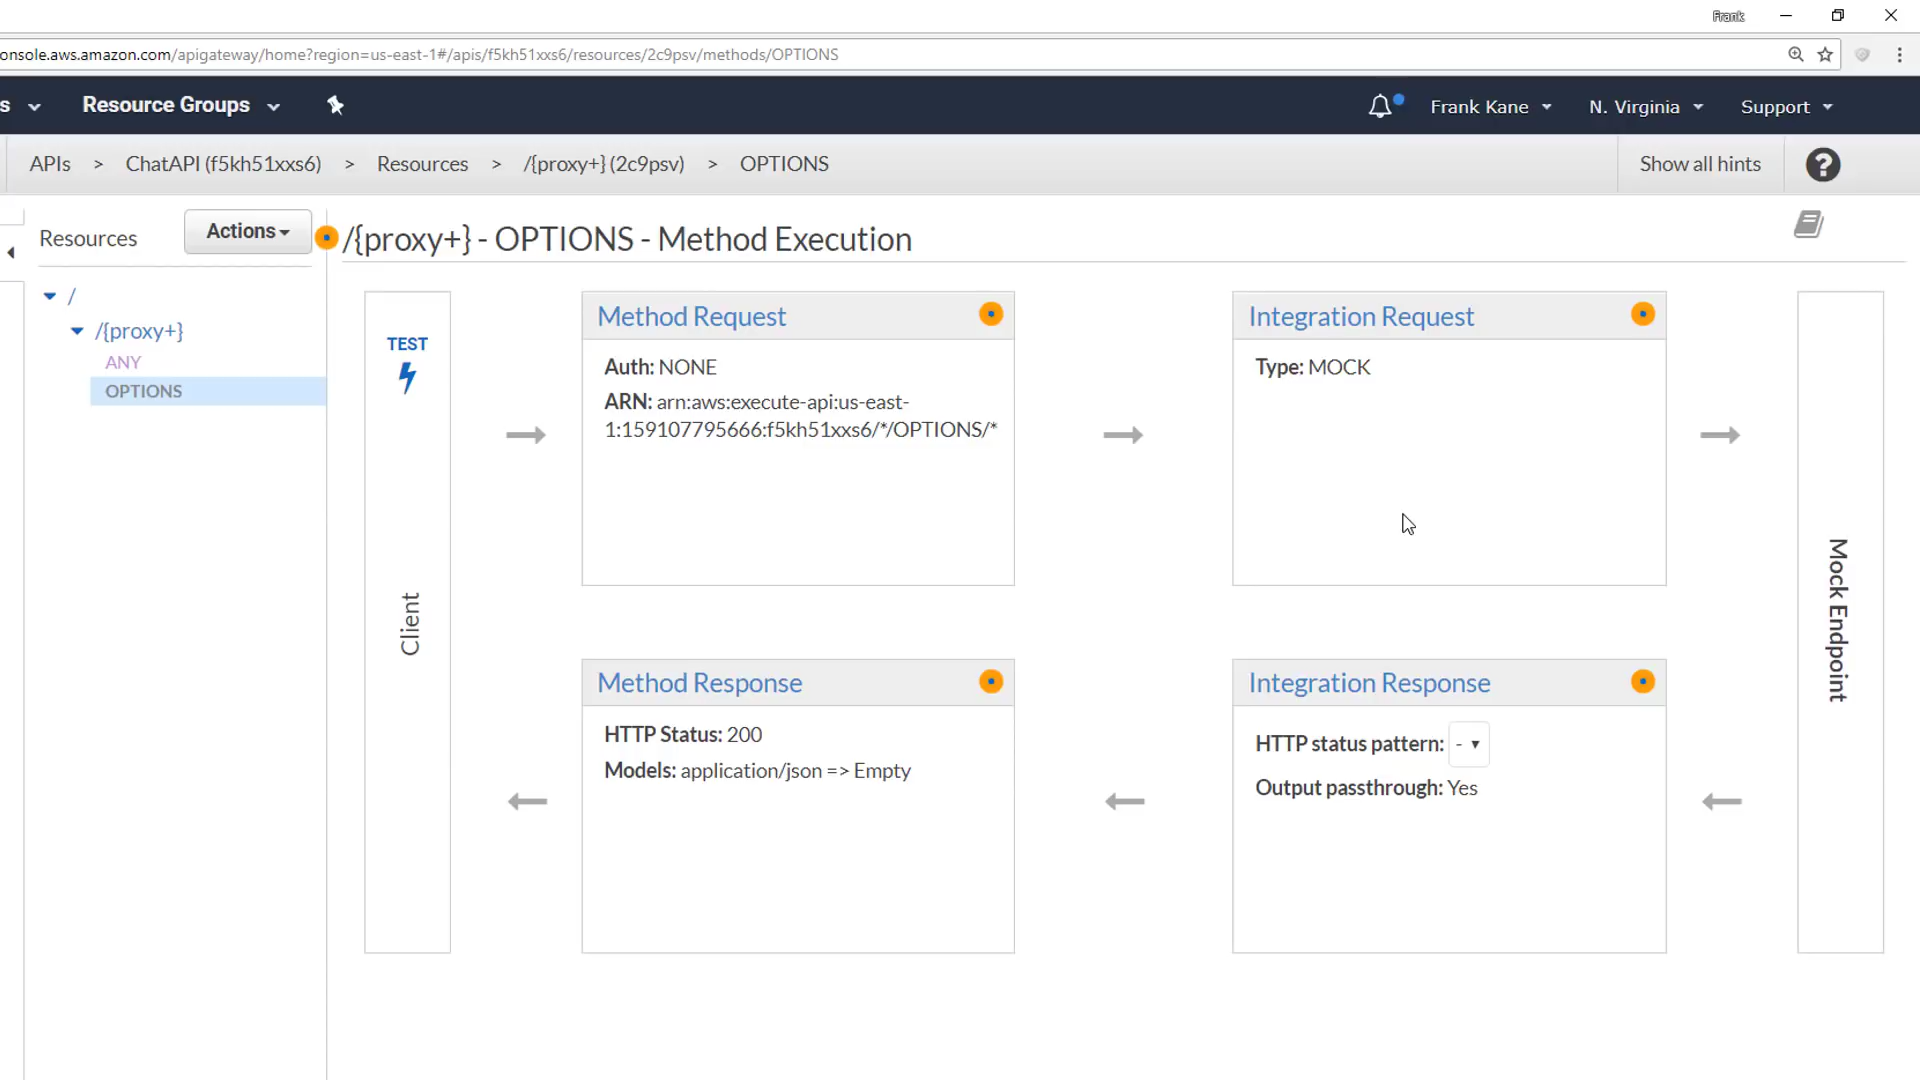 Frank
onsole.aws.amazon.com/apigateway/home?region=us-east-1#/apis/f5kh51xxs6/resources/2c9psv/methods/OPTIONS
s Resource Groups Frank Kane N. Virginia Support
APIs > ChatAPI (f5kh51xxs6) > Resources > /{proxy+} (2c9psv) > OPTIONS Show all hints ?
Resources Actions /{proxy+} - OPTIONS - Method Execution
/
/{proxy+}
ANY
OPTIONS
TEST
Client
Method Request
Auth: NONE
ARN: arn:aws:execute-api:us-east-
1:159107795666:f5kh51xxs6/*/OPTIONS/*
Integration Request
Type: MOCK
Mock Endpoint
Method Response
HTTP Status: 200
Models: application/json => Empty
Integration Response
HTTP status pattern: -
Output passthrough: Yes